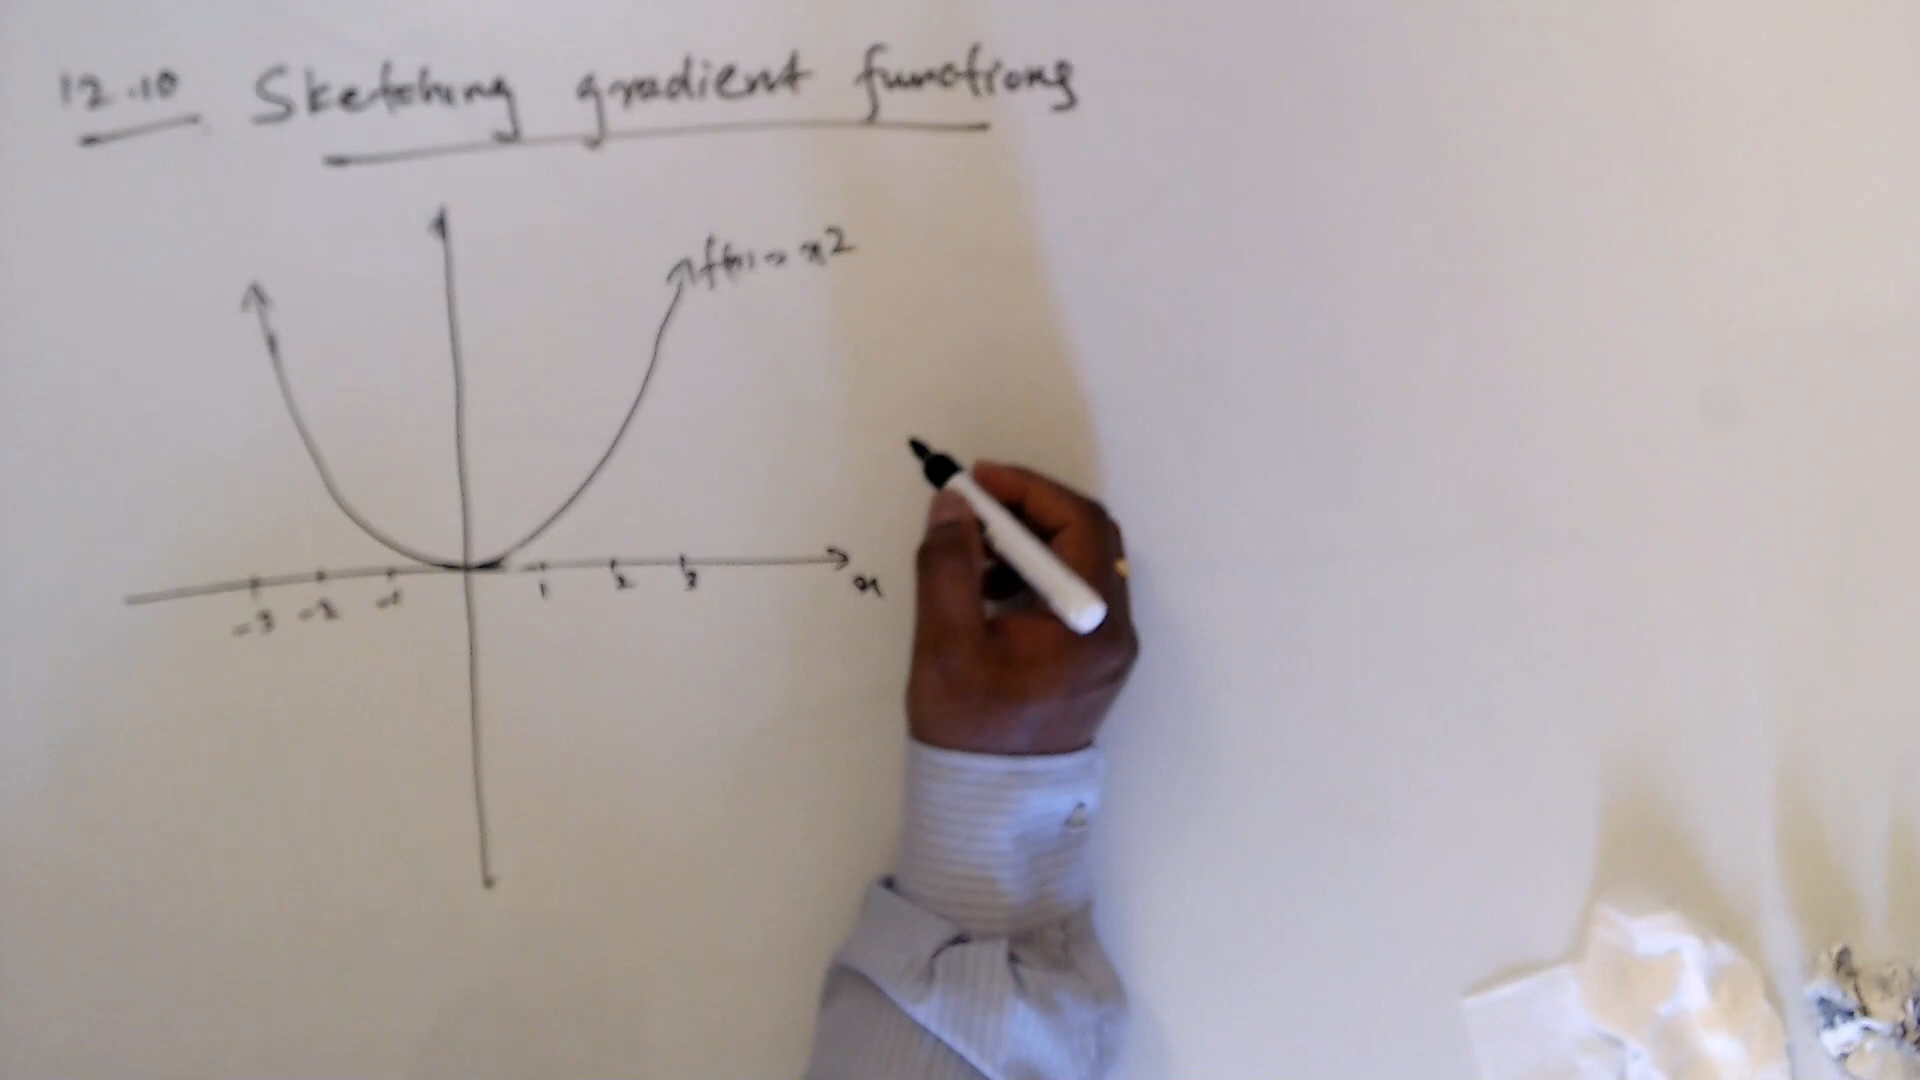 12.10 Sketching gradient functions
f(x) = x2
-3 -2 -1 1 2 3 x